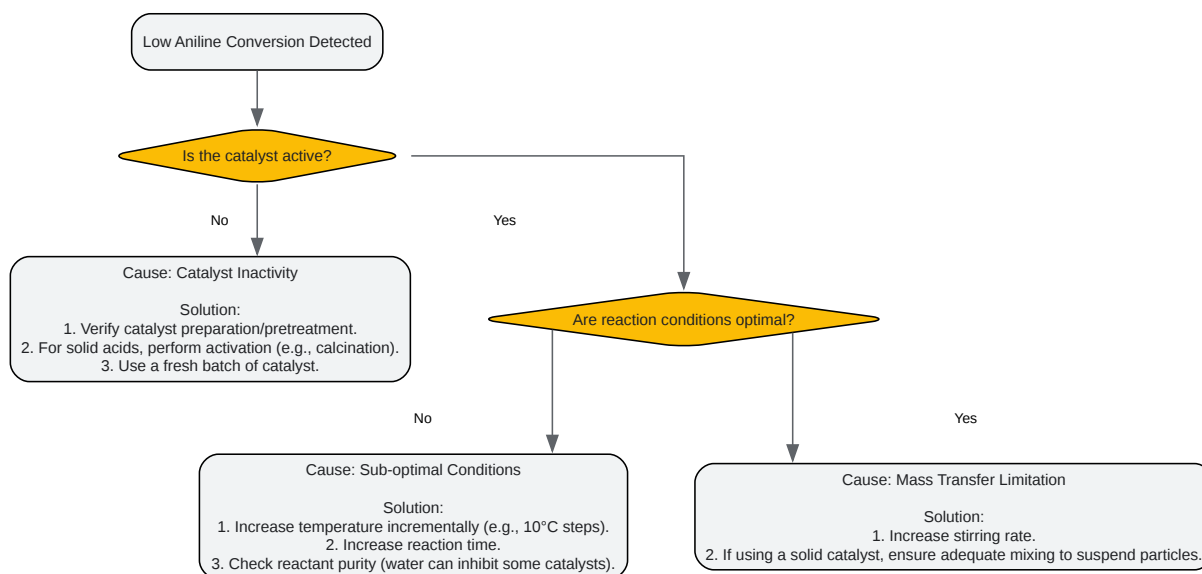 Low Aniline Conversion Detected
Is the catalyst active?
No
Yes
Cause: Catalyst Inactivity
Solution:
1. Verify catalyst preparation/pretreatment.
2. For solid acids, perform activation (e.g., calcination).
3. Use a fresh batch of catalyst.
Are reaction conditions optimal?
No
Yes
Cause: Sub-optimal Conditions
Solution:
1. Increase temperature incrementally (e.g., 10°C steps).
2. Increase reaction time.
3. Check reactant purity (water can inhibit some catalysts).
Cause: Mass Transfer Limitation
Solution:
1. Increase stirring rate.
2. If using a solid catalyst, ensure adequate mixing to suspend particles.